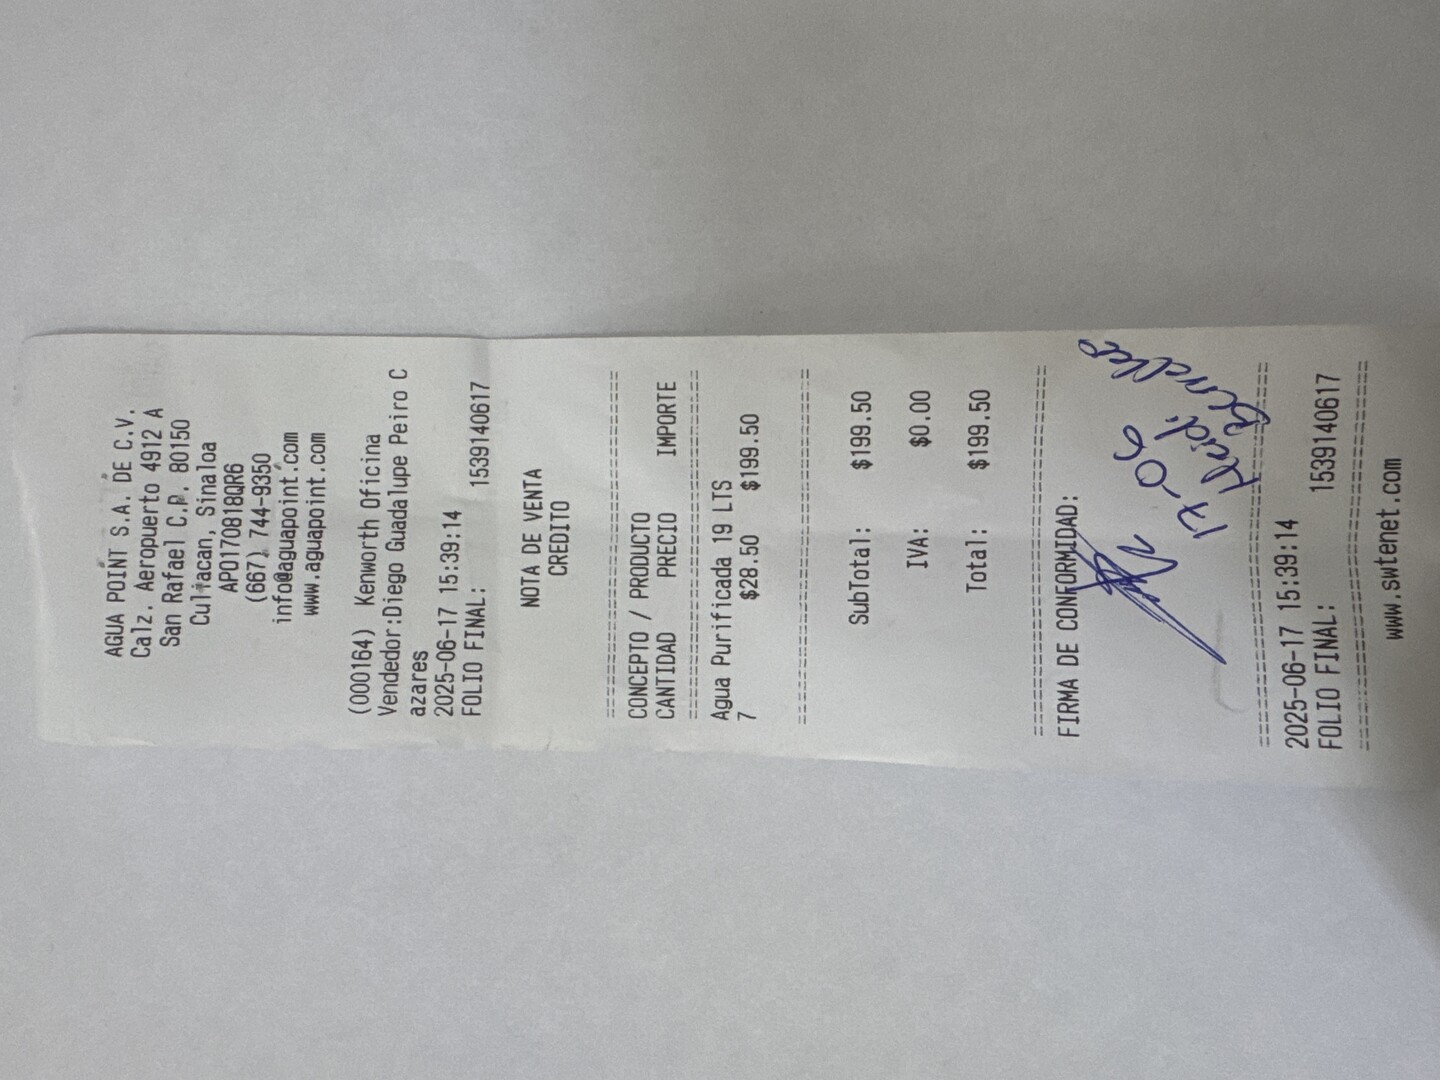 AGUA POINT S.A. DE C.V.
Calz. Aeropuerto 4912 A
San Rafael C.P. 80150
Culiacan, Sinaloa
APO170818QR6
(667) 744-9350
info@aguapoint.com
www.aguapoint.com
(000164) Kenworth Oficina
Vendedor:Diego Guadalupe Peiro C
azares
2025-06-17 15:39:14
FOLIO FINAL: 1539140617
NOTA DE VENTA
CREDITO
CONCEPTO / PRODUCTO
CANTIDAD PRECIO IMPORTE
Agua Purificada 19 LTS
7 $28.50 $199.50
SubTotal: $199.50
IVA: $0.00
Total: $199.50
FIRMA DE CONFORMIDAD:
17-06
2025-06-17 15:39:14
FOLIO FINAL: 1539140617
www.swtenet.com